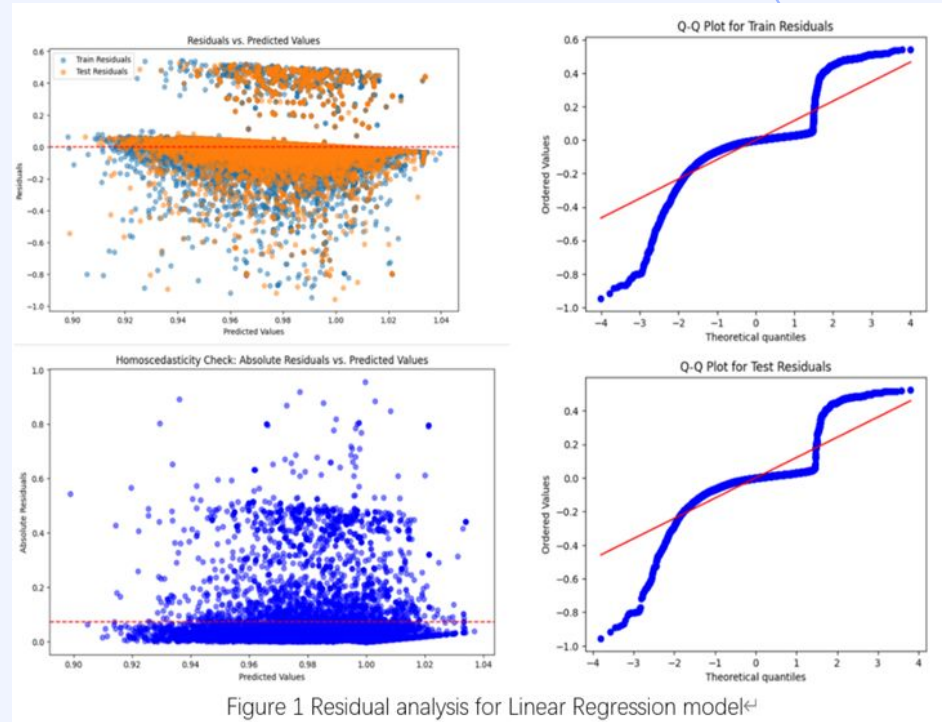 Residuals vs. Predicted Values
Train Residuals
Test Residuals
0.6
0.4
0.2
0.0
−0.2
−0.4
−0.6
−0.8
−1.0
Residuals
0.90 0.92 0.94 0.96 0.98 1.00 1.02 1.04
Predicted Values
Q-Q Plot for Train Residuals
0.6
0.4
0.2
0.0
−0.2
−0.4
−0.6
−0.8
−1.0
Ordered Values
−4 −3 −2 −1 0 1 2 3 4
Theoretical quantiles
Homoscedasticity Check: Absolute Residuals vs. Predicted Values
1.0
0.8
0.6
0.4
0.2
0.0
Absolute Residuals
0.90 0.92 0.94 0.96 0.98 1.00 1.02 1.04
Predicted Values
Q-Q Plot for Test Residuals
0.4
0.2
0.0
−0.2
−0.4
−0.6
−0.8
−1.0
Ordered Values
−4 −3 −2 −1 0 1 2 3 4
Theoretical quantiles
Figure 1 Residual analysis for Linear Regression model↵